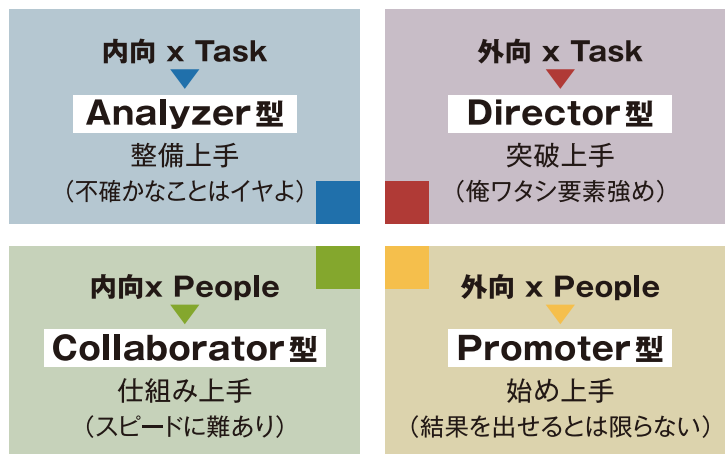 内向 x Task
Analyzer型
整備上手
（不確かなことはイヤよ）
外向 x Task
Director型
突破上手
（俺ワタシ要素強め）
内向x People
Collaborator型
仕組み上手
（スピードに難あり）
外向 x People
Promoter型
始め上手
（結果を出せるとは限らない）